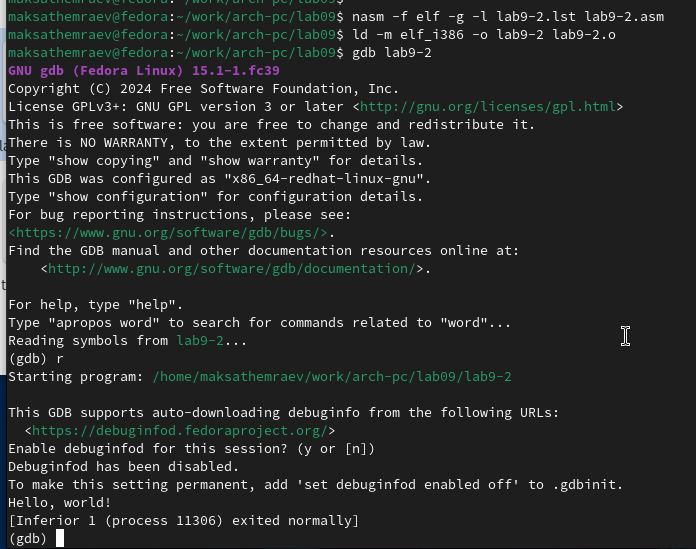 maksathemraev@fedora:~/work/arch-pc/lab09$ nasm -f elf -g -l lab9-2.lst lab9-2.asm
maksathemraev@fedora:~/work/arch-pc/lab09$ ld -m elf_i386 -o lab9-2 lab9-2.o
maksathemraev@fedora:~/work/arch-pc/lab09$ gdb lab9-2
GNU gdb (Fedora Linux) 15.1-1.fc39
Copyright (C) 2024 Free Software Foundation, Inc.
License GPLv3+: GNU GPL version 3 or later <http://gnu.org/licenses/gpl.html>
This is free software: you are free to change and redistribute it.
There is NO WARRANTY, to the extent permitted by law.
Type "show copying" and "show warranty" for details.
This GDB was configured as "x86_64-redhat-linux-gnu".
Type "show configuration" for configuration details.
For bug reporting instructions, please see:
<https://www.gnu.org/software/gdb/bugs/>.
Find the GDB manual and other documentation resources online at:
    <http://www.gnu.org/software/gdb/documentation/>.

For help, type "help".
Type "apropos word" to search for commands related to "word"...
Reading symbols from lab9-2...
(gdb) r
Starting program: /home/maksathemraev/work/arch-pc/lab09/lab9-2

This GDB supports auto-downloading debuginfo from the following URLs:
  <https://debuginfod.fedoraproject.org/>
Enable debuginfod for this session? (y or [n])
Debuginfod has been disabled.
To make this setting permanent, add 'set debuginfod enabled off' to .gdbinit.
Hello, world!
[Inferior 1 (process 11306) exited normally]
(gdb)